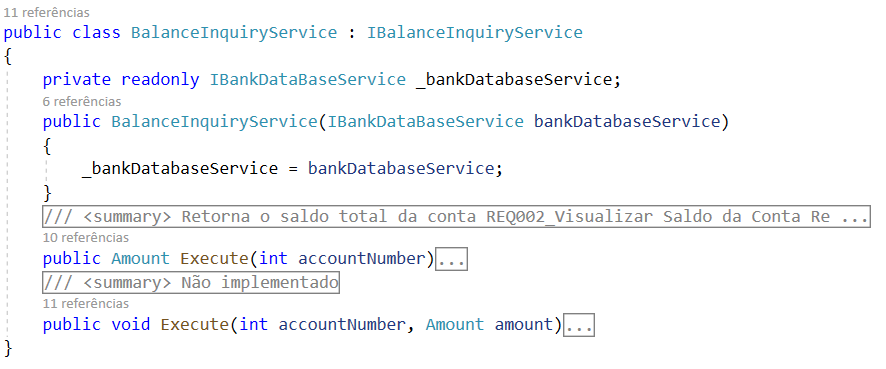 11 referências
public class BalanceInquiryService : IBalanceInquiryService
{
private readonly IBankDataBaseService _bankDatabaseService;
6 referências
public BalanceInquiryService(IBankDataBaseService bankDatabaseService)
{
_bankDatabaseService = bankDatabaseService;
}
/// <summary> Retorna o saldo total da conta REQ002_Visualizar Saldo da Conta Re ...
10 referências
public Amount Execute(int accountNumber)...
/// <summary> Não implementado
11 referências
public void Execute(int accountNumber, Amount amount)...
}